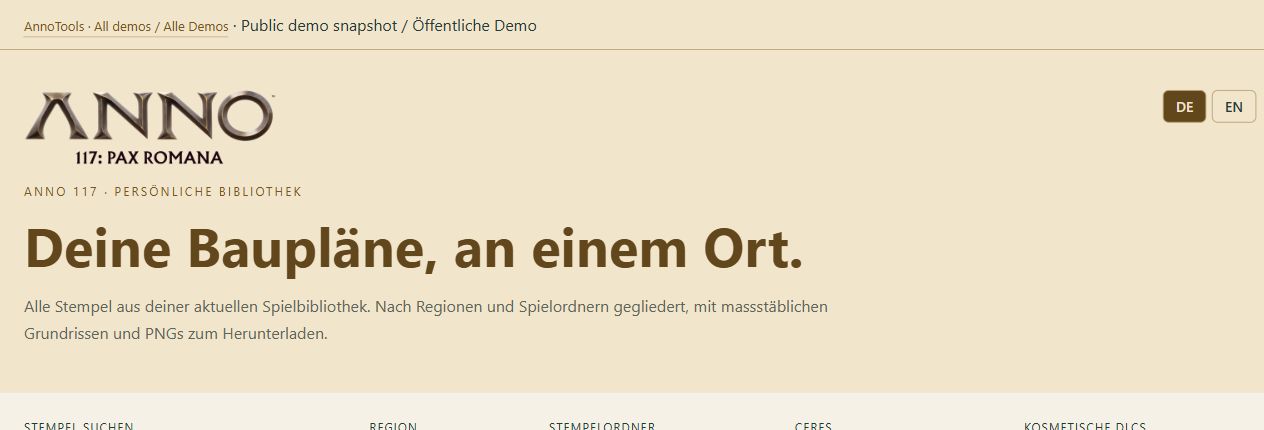 AnnoTools · All demos / Alle Demos · Public demo snapshot / Öffentliche Demo
ANNO
117: PAX ROMANA
DE EN
ANNO 117 · PERSÖNLICHE BIBLIOTHEK
Deine Baupläne, an einem Ort.
Alle Stempel aus deiner aktuellen Spielbibliothek. Nach Regionen und Spielordnern gegliedert, mit massstäblichen
Grundrissen und PNGs zum Herunterladen.
STEMPEL SUCHEN REGION STEMPELORDNER CERES KOSMETISCHE DLCS